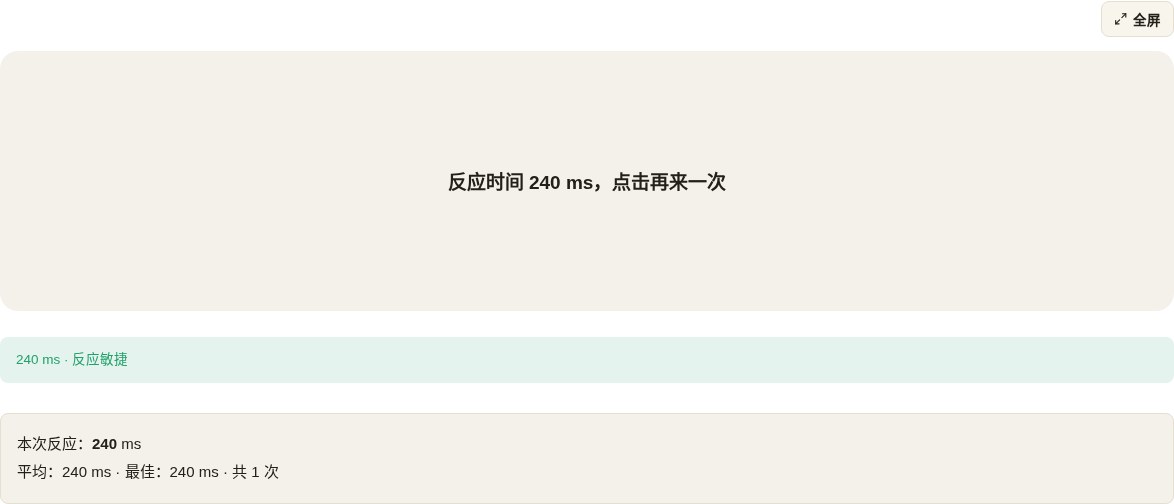 全屏
反应时间 240 ms，点击再来一次
240 ms · 反应敏捷
本次反应：240 ms
平均：240 ms · 最佳：240 ms · 共 1 次